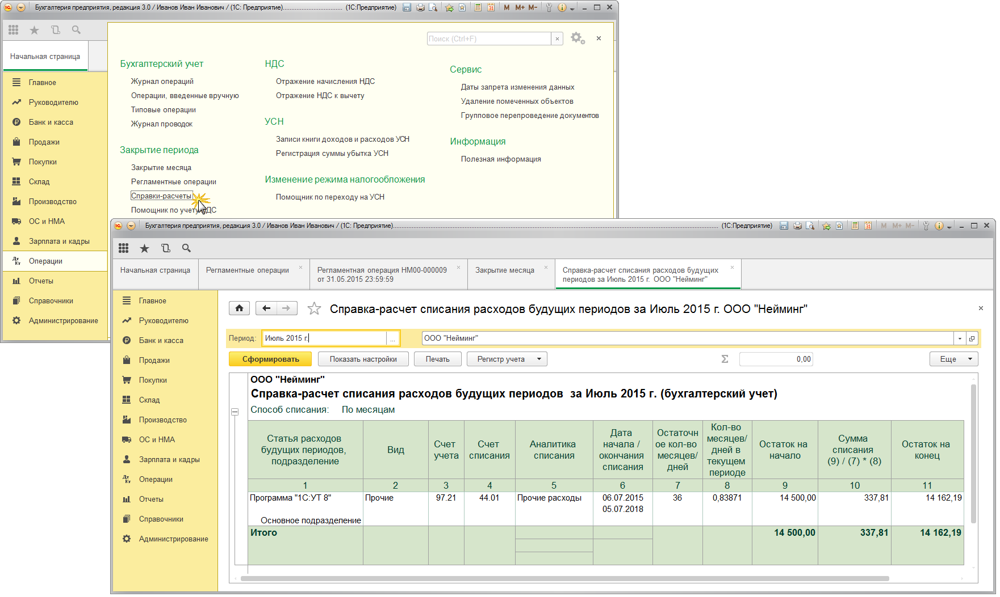 Бухгалтерия предприятия, редакция 3.0 / Иванов Иван Иванович / (1С: Предприятие)................................... (1С:Предприятие) 31 M M+ M−
Поиск (Ctrl+F) ×
Начальная страница
Главное
Руководителю
Банк и касса
Продажи
Покупки
Склад
Производство
ОС и НМА
Зарплата и кадры
Дт Кт Операции
Отчеты
Справочники
Администрирование
Бухгалтерский учет
Журнал операций
Операции, введенные вручную
Типовые операции
Журнал проводок
Закрытие периода
Закрытие месяца
Регламентные операции
Справки-расчеты
Помощник по учету НДС
НДС
Отражение начисления НДС
Отражение НДС к вычету
УСН
Записи книги доходов и расходов УСН
Регистрация суммы убытка УСН
Изменение режима налогообложения
Помощник по переходу на УСН
Сервис
Даты запрета изменения данных
Удаление помеченных объектов
Групповое перепроведение документов
Информация
Полезная информация
Бухгалтерия предприятия, редакция 3.0 / Иванов Иван Иванович / (1С: Предприятие)................................... (1С:Предприятие) 31 M M+ M−
Начальная страница
Регламентные операции
Регламентная операция НМ00-000009
от 31.05.2015 23:59:59
Закрытие месяца
Справка-расчет списания расходов будущих
периодов за Июль 2015 г. ООО "Нейминг"
Главное
Руководителю
Банк и касса
Продажи
Покупки
Склад
Производство
ОС и НМА
Зарплата и кадры
Дт Кт Операции
Отчеты
Справочники
Администрирование
Справка-расчет списания расходов будущих периодов за Июль 2015 г. ООО "Нейминг"
Период: Июль 2015 г. ... ООО "Нейминг"
Сформировать Показать настройки Печать Регистр учета Σ 0,00 Еще
ООО "Нейминг"
Справка-расчет списания расходов будущих периодов за Июль 2015 г. (бухгалтерский учет)
Способ списания: По месяцам
Статья расходов
будущих периодов,
подразделение
Вид
Счет
учета
Счет
списания
Аналитика
списания
Дата
начала /
окончания
списания
Остаточн
ое кол-во
месяцев/
дней
Кол-во
месяцев/
дней в
текущем
периоде
Остаток на
начало
Сумма
списания
(9) / (7) * (8)
Остаток на
конец
1 2 3 4 5 6 7 8 9 10 11
Программа "1С:УТ 8" Прочие 97.21 44.01 Прочие расходы 06.07.2015 36 0,83871 14 500,00 337,81 14 162,19
05.07.2018
Основное подразделение
Итого 14 500,00 337,81 14 162,19